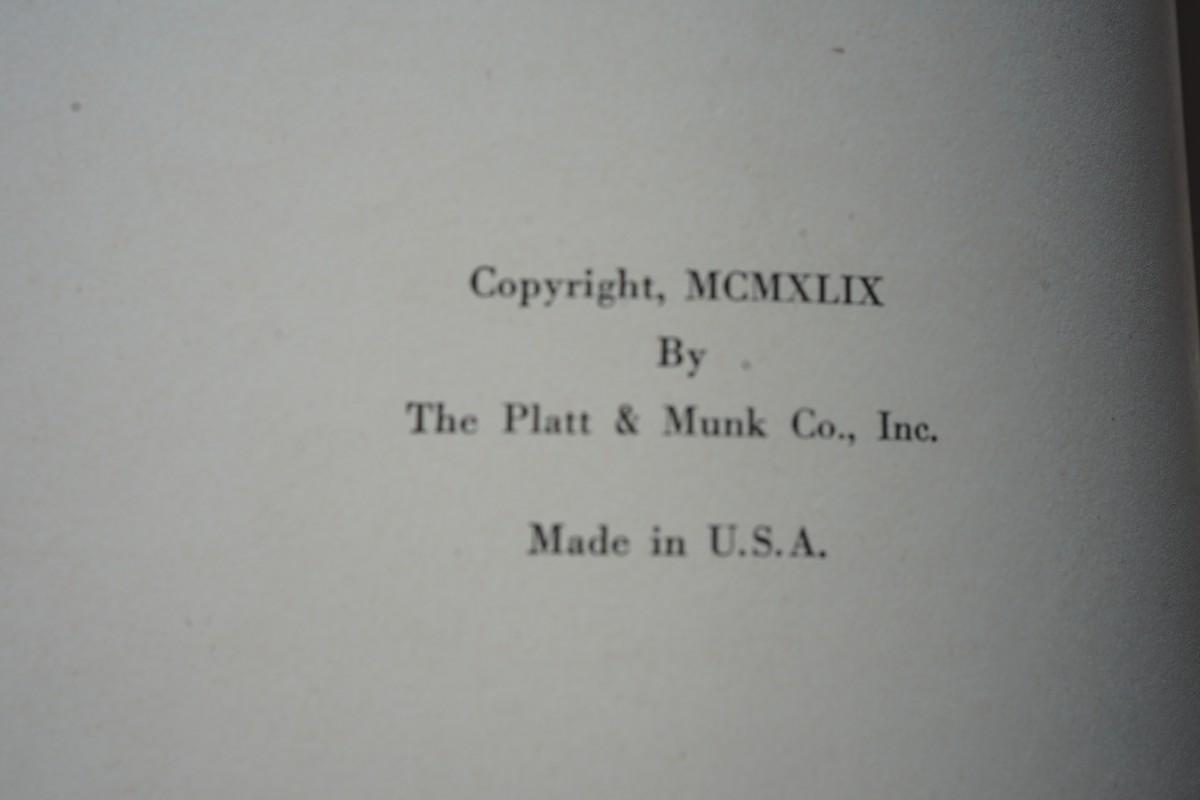 Copyright, MCMXLIX
By
The Platt & Munk Co., Inc.
Made in U.S.A.